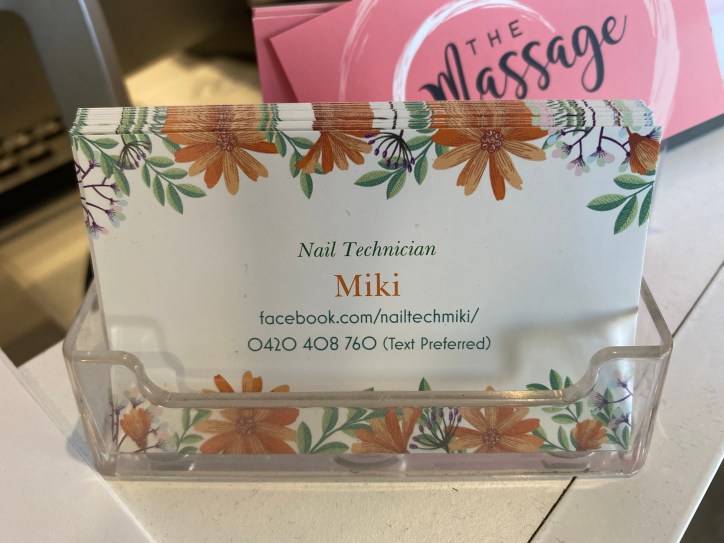 THE
Massage
Nail Technician
Miki
facebook.com/nailtechmiki/
0420 408 760 (Text Preferred)